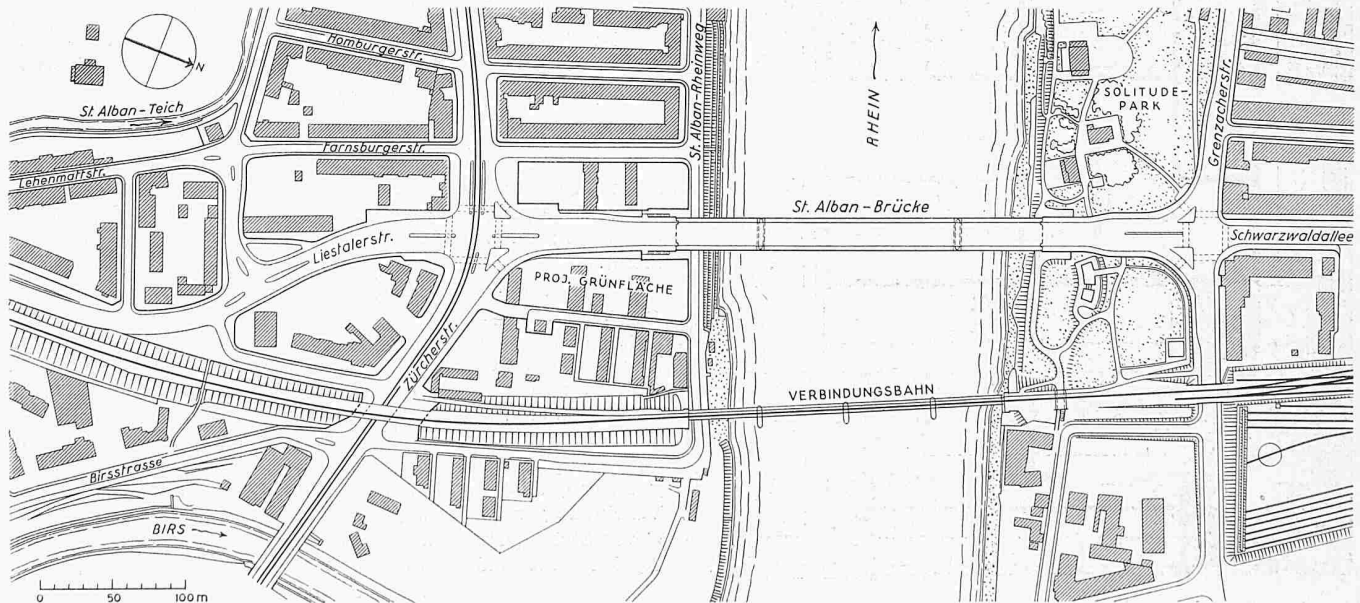 Homburgerstr.
N
St. Alban-Teich
Farnsburgerstr.
Lehenmattstr.
St. Alban-Rheinweg
RHEIN
SOLITUDE-
PARK
Grenzacherstr.
St. Alban-Brücke
Schwarzwaldallee
Liestalerstr.
PROJ. GRÜNFLÄCHE
Zürcherstr.
VERBINDUNGSBAHN
Birsstrasse
BIRS
0 50 100 m